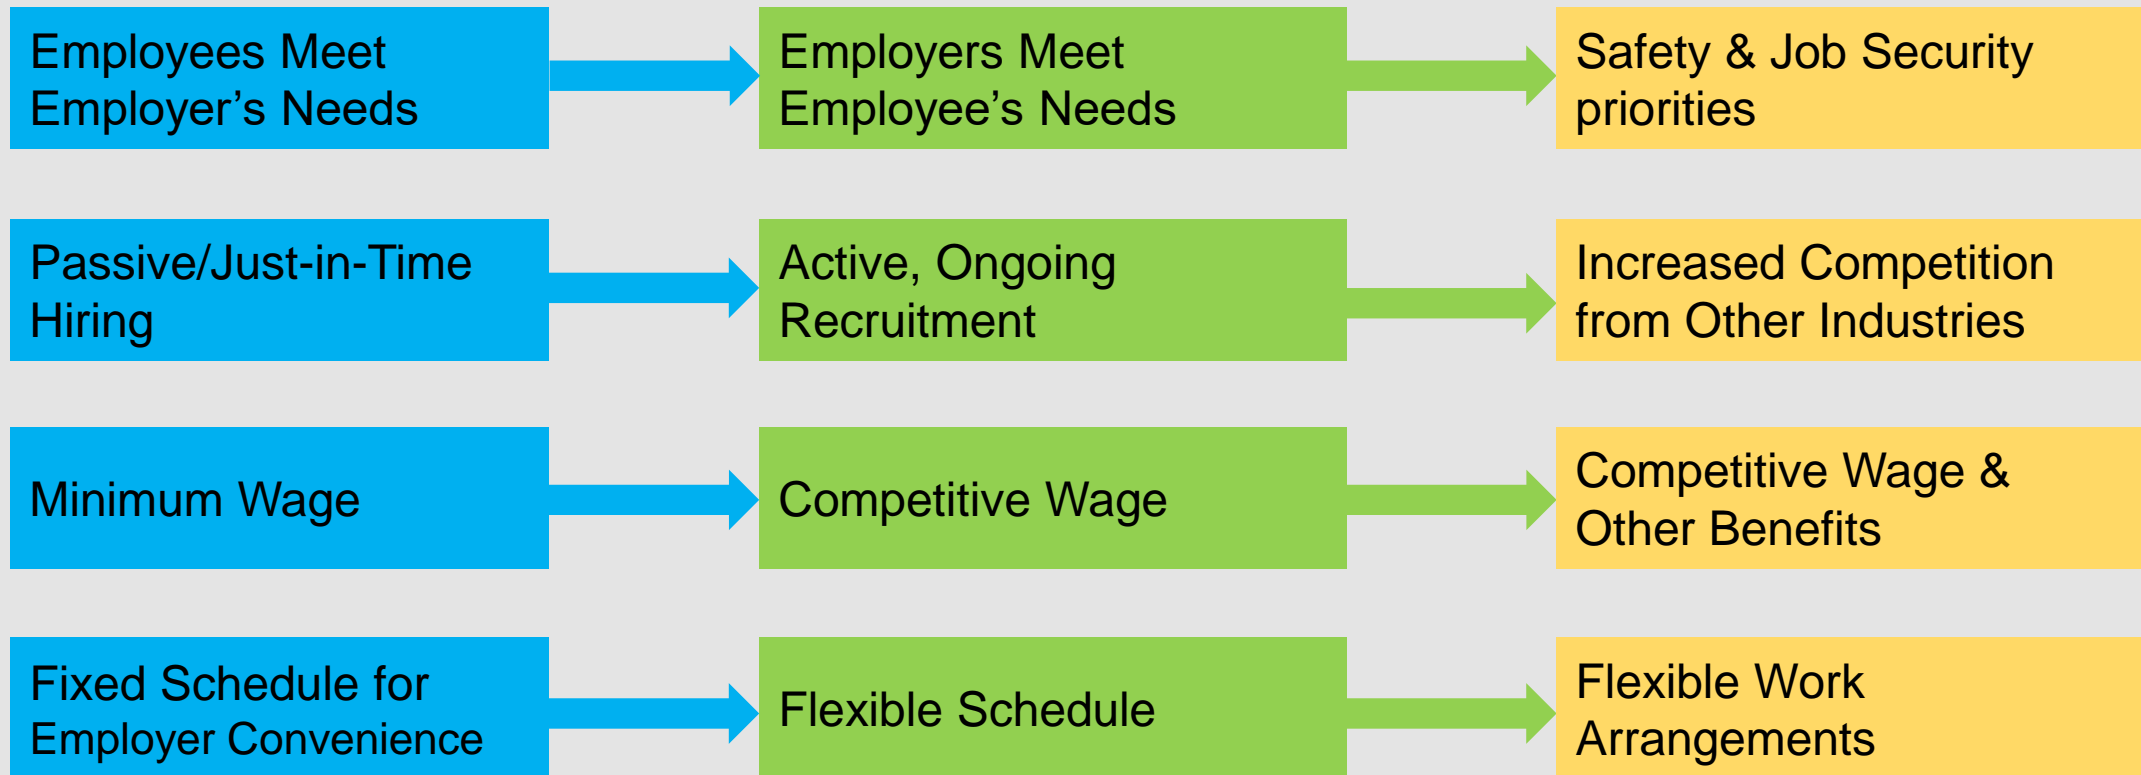 Employees Meet
Employer’s Needs
Employers Meet
Employee’s Needs
Safety & Job Security
priorities
Passive/Just-in-Time
Hiring
Active, Ongoing
Recruitment
Increased Competition
from Other Industries
Minimum Wage
Competitive Wage
Competitive Wage &
Other Benefits
Fixed Schedule for
Employer Convenience
Flexible Schedule
Flexible Work
Arrangements